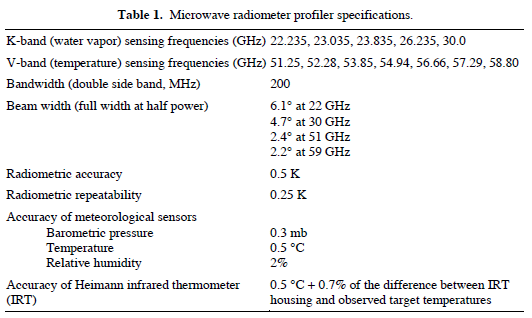 Table 1. Microwave radiometer profiler specifications.
K-band (water vapor) sensing frequencies (GHz) 22.235, 23.035, 23.835, 26.235, 30.0
V-band (temperature) sensing frequencies (GHz) 51.25, 52.28, 53.85, 54.94, 56.66, 57.29, 58.80
Bandwidth (double side band, MHz) 200
Beam width (full width at half power) 6.1° at 22 GHz
4.7° at 30 GHz
2.4° at 51 GHz
2.2° at 59 GHz
Radiometric accuracy 0.5 K
Radiometric repeatability 0.25 K
Accuracy of meteorological sensors
Barometric pressure 0.3 mb
Temperature 0.5 °C
Relative humidity 2%
Accuracy of Heimann infrared thermometer 0.5 °C + 0.7% of the difference between IRT
(IRT) housing and observed target temperatures